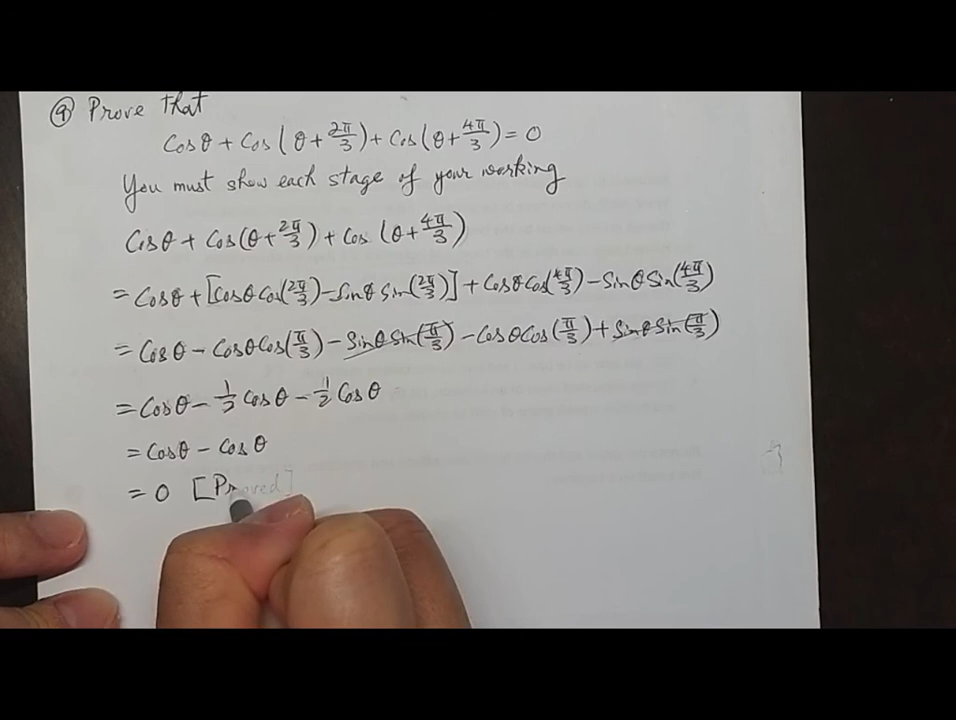 ⑨ Prove that
Cosθ + Cos(θ + 2π/3) + Cos(θ + 4π/3) = 0
You must show each stage of your working
Cosθ + Cos(θ + 2π/3) + Cos(θ + 4π/3)
= Cosθ + [Cosθ Cos(2π/3) - Sinθ Sin(2π/3)] + Cosθ Cos(4π/3) - Sinθ Sin(4π/3)
= Cosθ - Cosθ Cos(π/3) - Sinθ Sin(π/3) - Cosθ Cos(π/3) + Sinθ Sin(π/3)
= Cosθ - 1/2 Cosθ - 1/2 Cosθ
= Cosθ - Cosθ
= 0 [Proved]